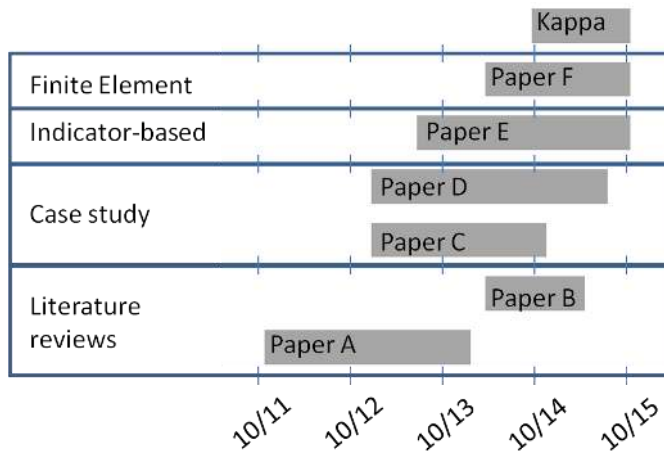 Kappa
Finite Element
Paper F
Indicator-based
Paper E
Case study
Paper D
Paper C
Literature
reviews
Paper B
Paper A
10/11
10/12
10/13
10/14
10/15